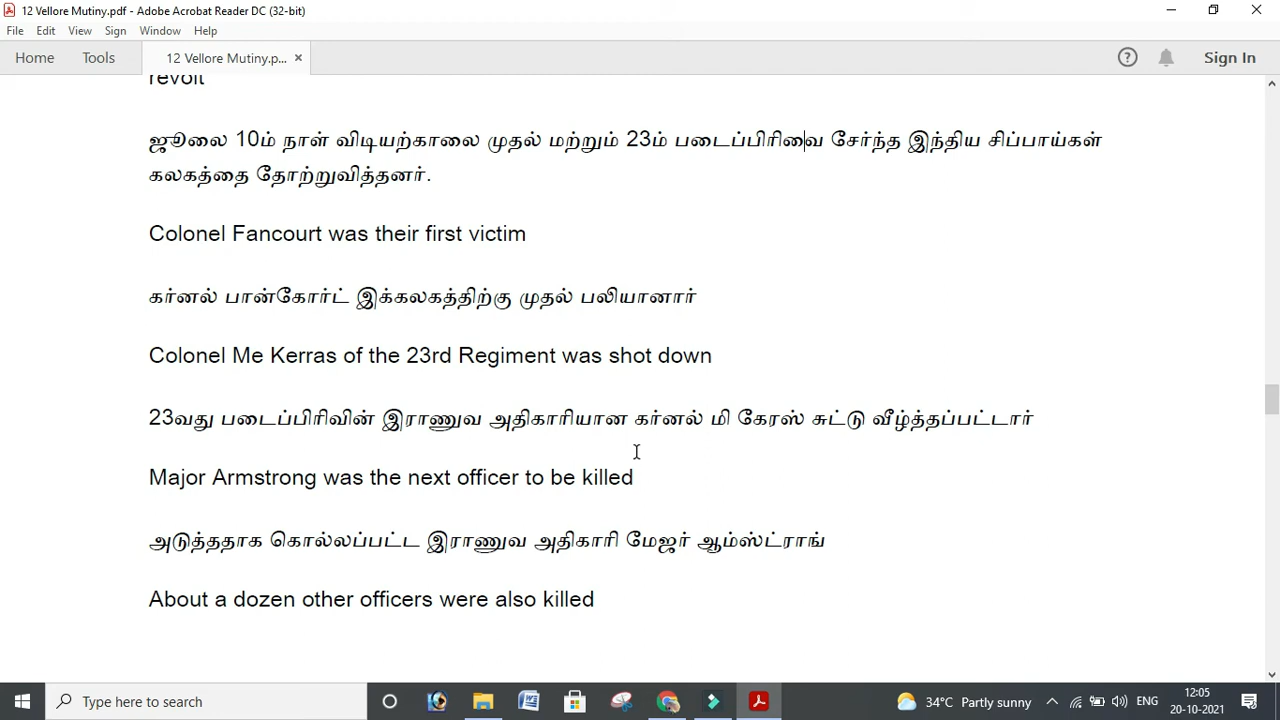 12 Vellore Mutiny.pdf - Adobe Acrobat Reader DC (32-bit)
File Edit View Sign Window Help
Home Tools 12 Vellore Mutiny.p... × Sign In
revolt
ஜூலை 10ம் நாள் விடியற்காலை முதல் மற்றும் 23ம் படைப்பிரிவை சேர்ந்த இந்திய சிப்பாய்கள்
கலகத்தை தோற்றுவித்தனர்.
Colonel Fancourt was their first victim
கர்னல் பான்கோர்ட் இக்கலகத்திற்கு முதல் பலியானார்
Colonel Me Kerras of the 23rd Regiment was shot down
23வது படைப்பிரிவின் இராணுவ அதிகாரியான கர்னல் மி கேரஸ் சுட்டு வீழ்த்தப்பட்டார்
Major Armstrong was the next officer to be killed
அடுத்ததாக கொல்லப்பட்ட இராணுவ அதிகாரி மேஜர் ஆம்ஸ்ட்ராங்
About a dozen other officers were also killed
Type here to search 34°C Partly sunny ENG 12:05
20-10-2021